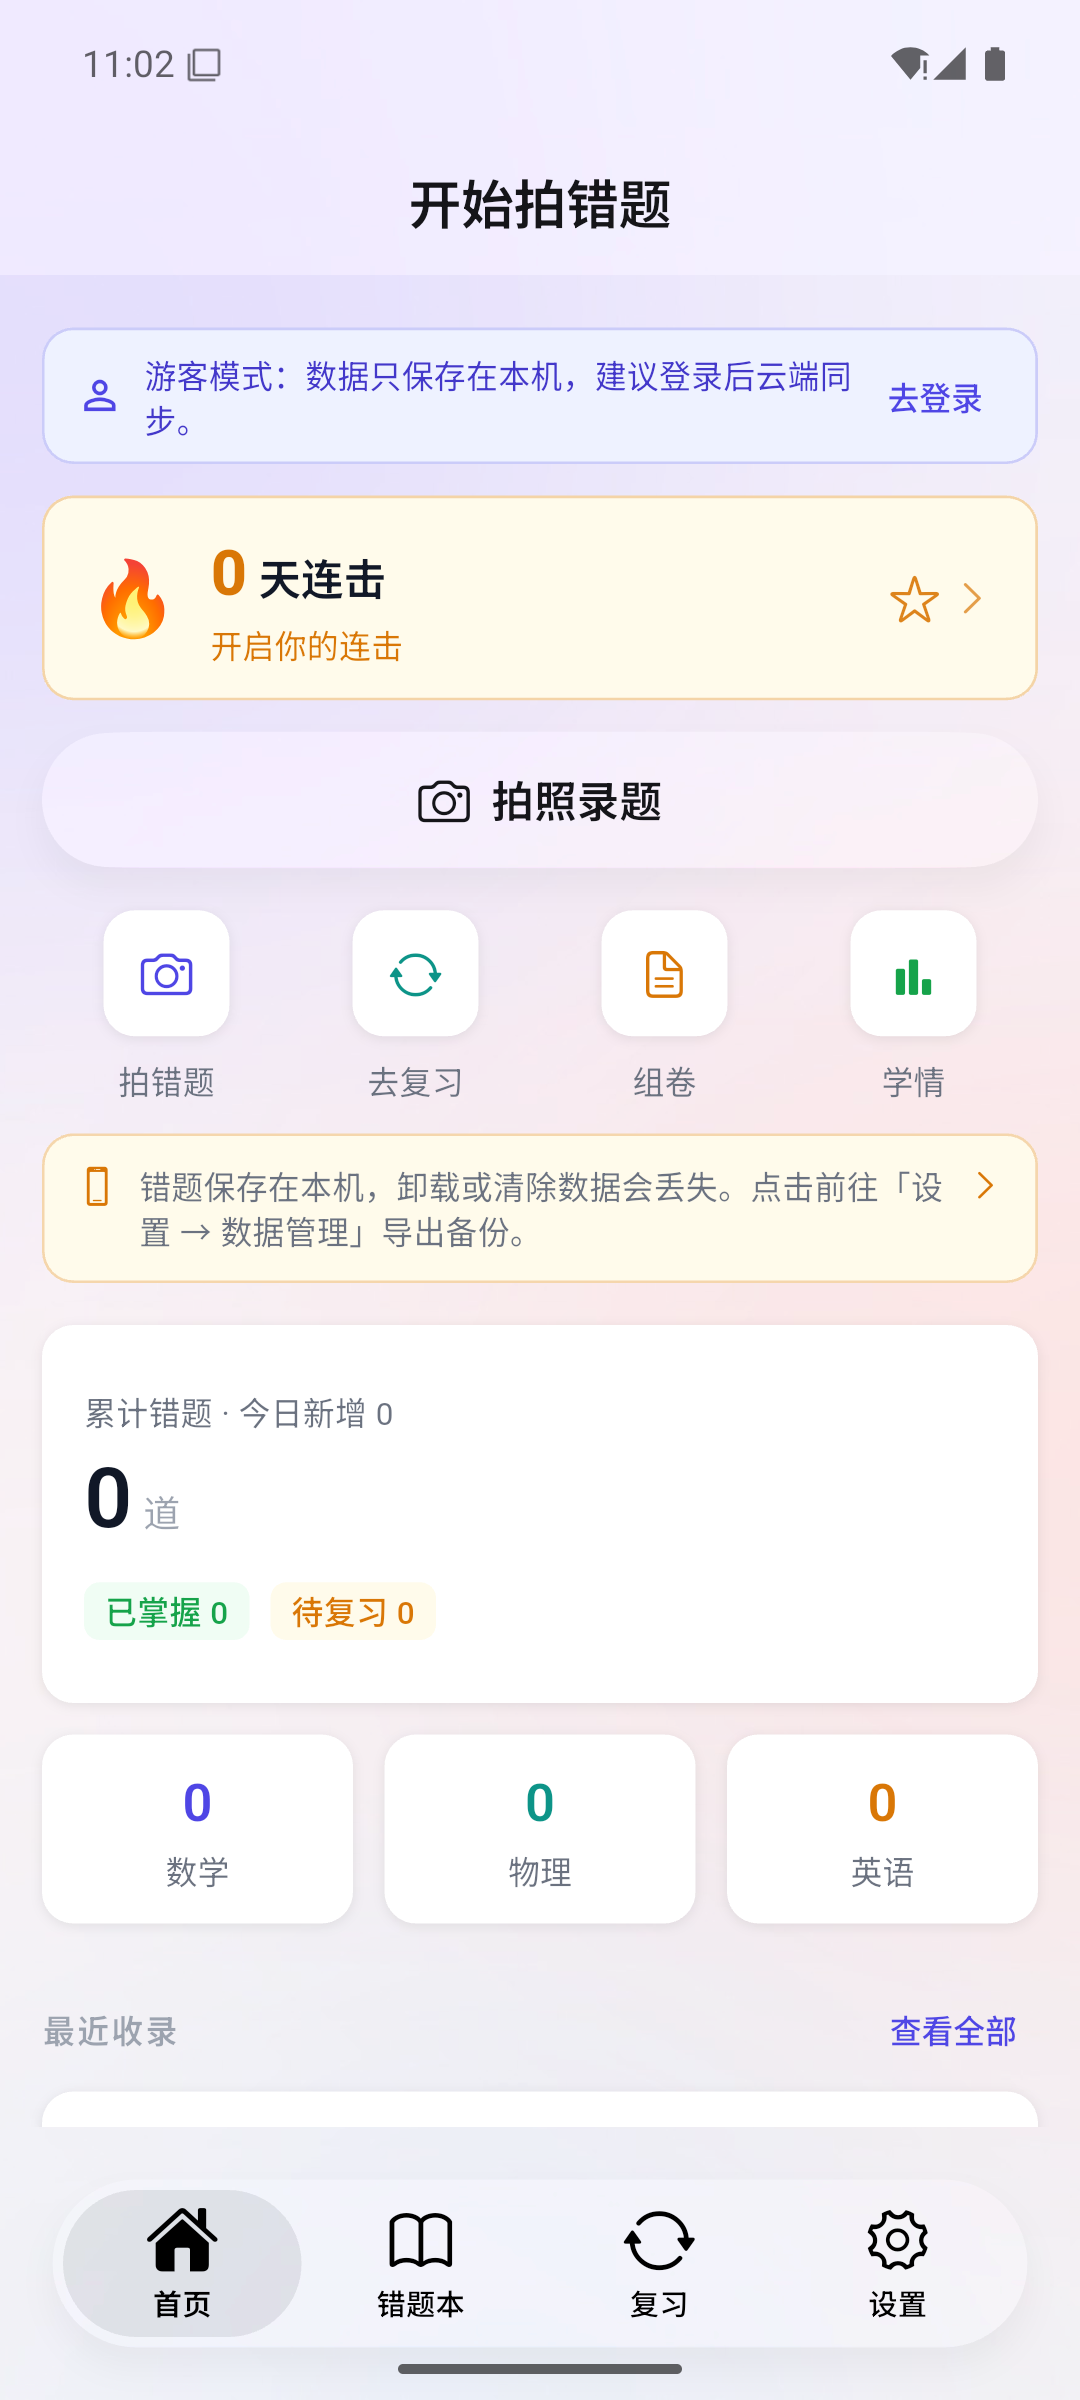 11:02
开始拍错题
游客模式：数据只保存在本机，建议登录后云端同
步。
去登录
0 天连击
开启你的连击
拍照录题
拍错题
去复习
组卷
学情
错题保存在本机，卸载或清除数据会丢失。点击前往「设
置 → 数据管理」导出备份。
累计错题 · 今日新增 0
0 道
已掌握 0
待复习 0
0
数学
0
物理
0
英语
最近收录
查看全部
首页
错题本
复习
设置